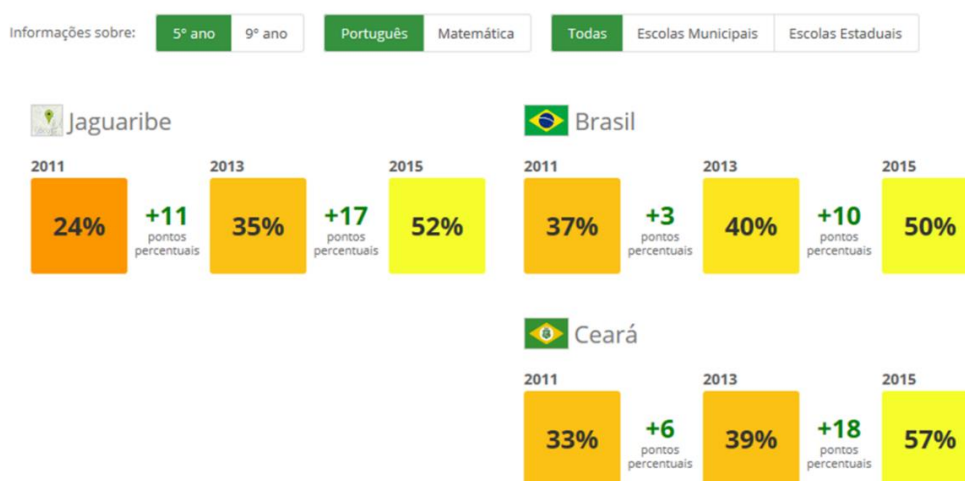 Informações sobre: 5º ano 9º ano Português Matemática Todas Escolas Municipais Escolas Estaduais
Jaguaribe
2011 2013 2015
24% +11 pontos percentuais 35% +17 pontos percentuais 52%
Brasil
2011 2013 2015
37% +3 pontos percentuais 40% +10 pontos percentuais 50%
Ceará
2011 2013 2015
33% +6 pontos percentuais 39% +18 pontos percentuais 57%